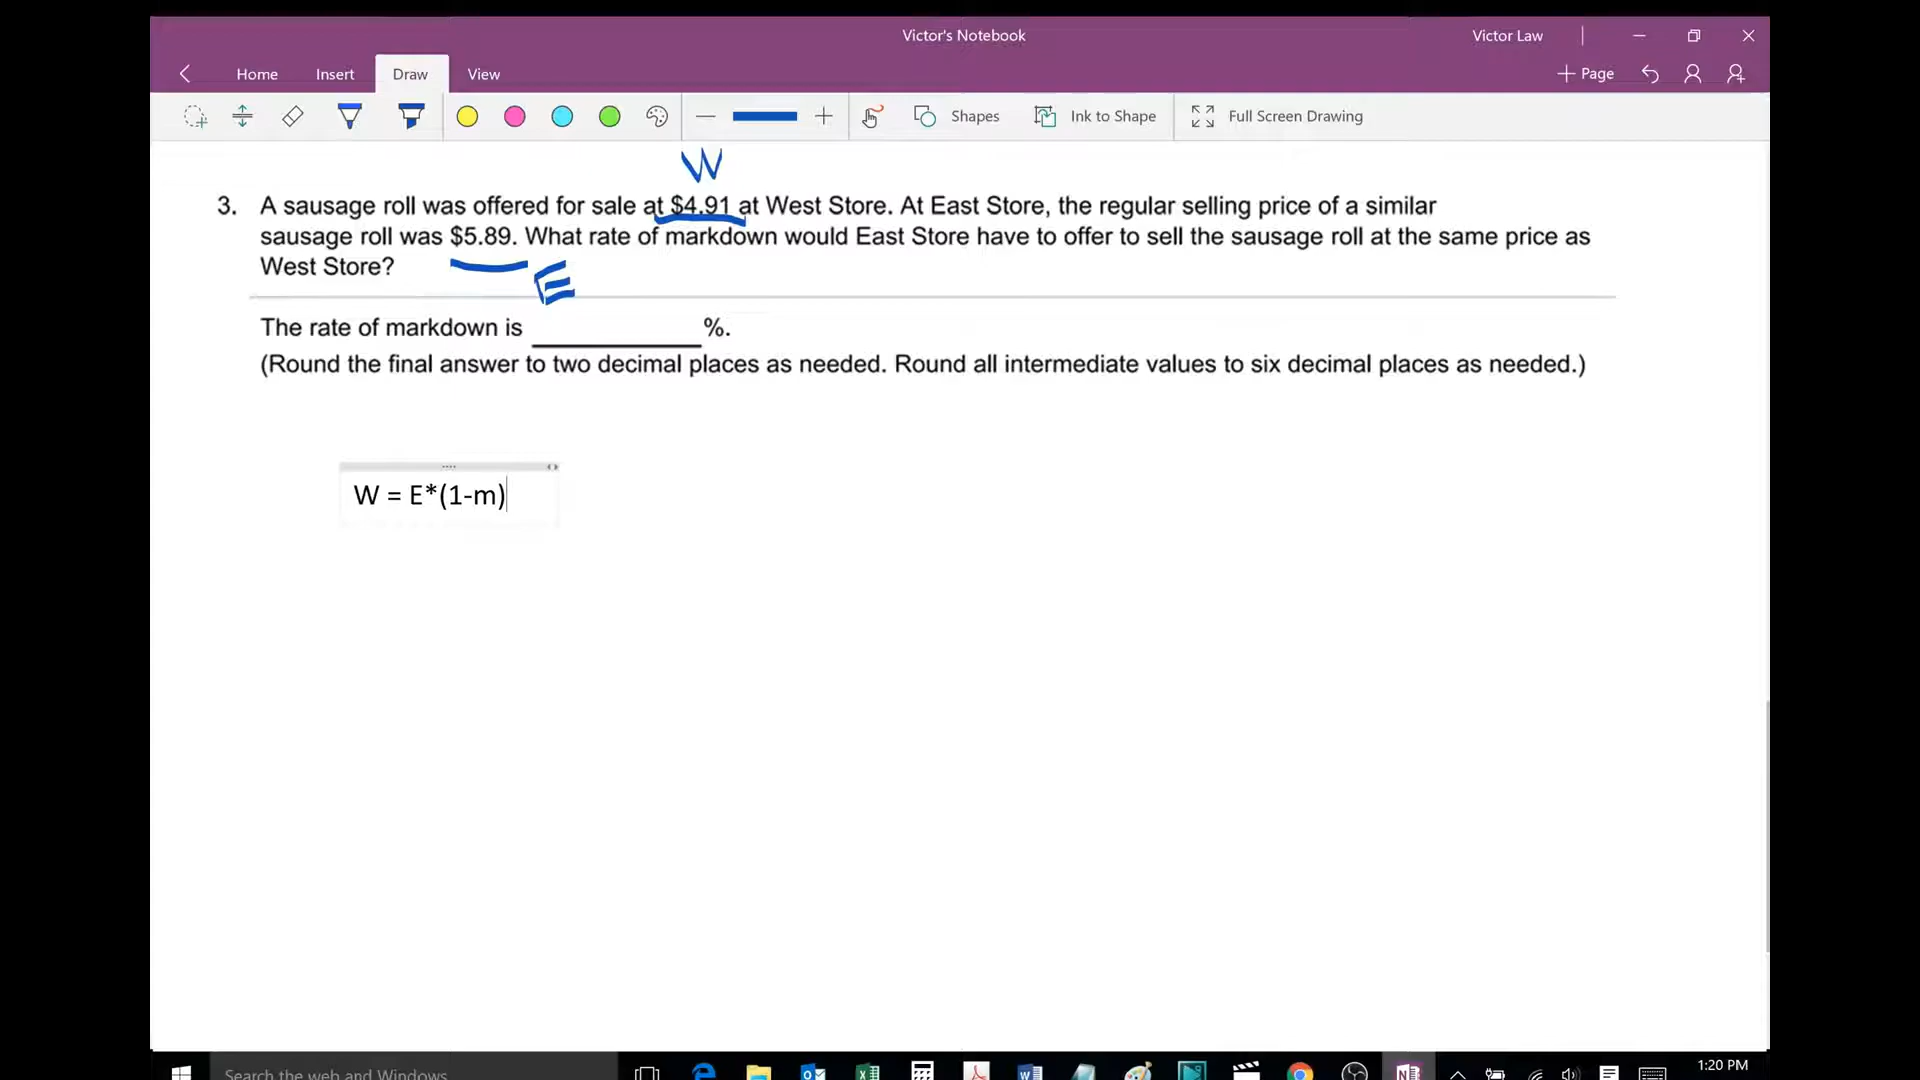 Victor's Notebook
Victor Law
Home Insert Draw View
Page
Shapes Ink to Shape Full Screen Drawing
W
3. A sausage roll was offered for sale at $4.91 at West Store. At East Store, the regular selling price of a similar
sausage roll was $5.89. What rate of markdown would East Store have to offer to sell the sausage roll at the same price as
West Store?
E
The rate of markdown is ____________ %.
(Round the final answer to two decimal places as needed. Round all intermediate values to six decimal places as needed.)
W = E*(1-m)
Search the web and Windows
1:20 PM